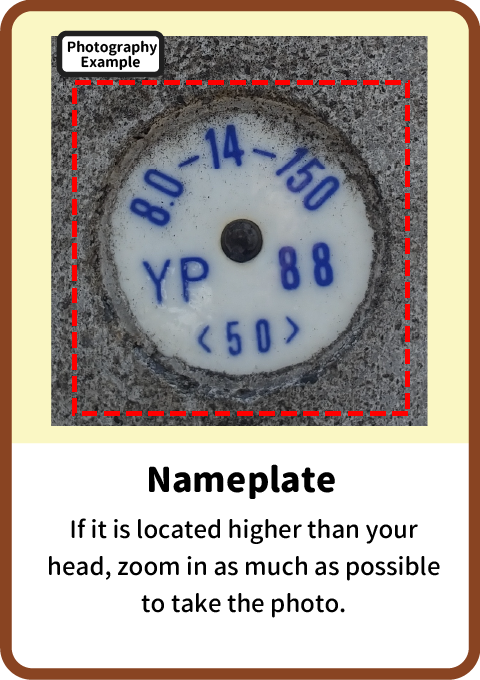 Photography
Example
8.0-14-150
YP 88
<50>
Nameplate
If it is located higher than your
head, zoom in as much as possible
to take the photo.